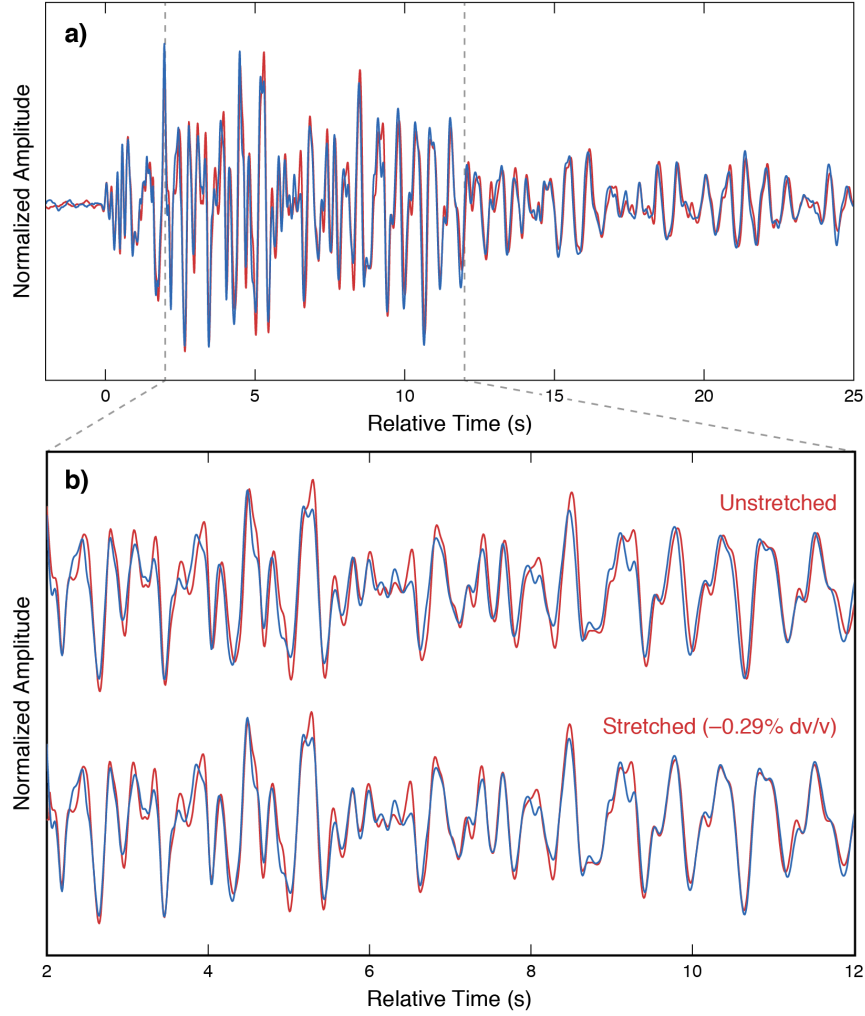 a)
Normalized Amplitude
0 5 10 15 20 25
Relative Time (s)
b)
Unstretched
Normalized Amplitude
Stretched (−0.29% dv/v)
2 4 6 8 10 12
Relative Time (s)